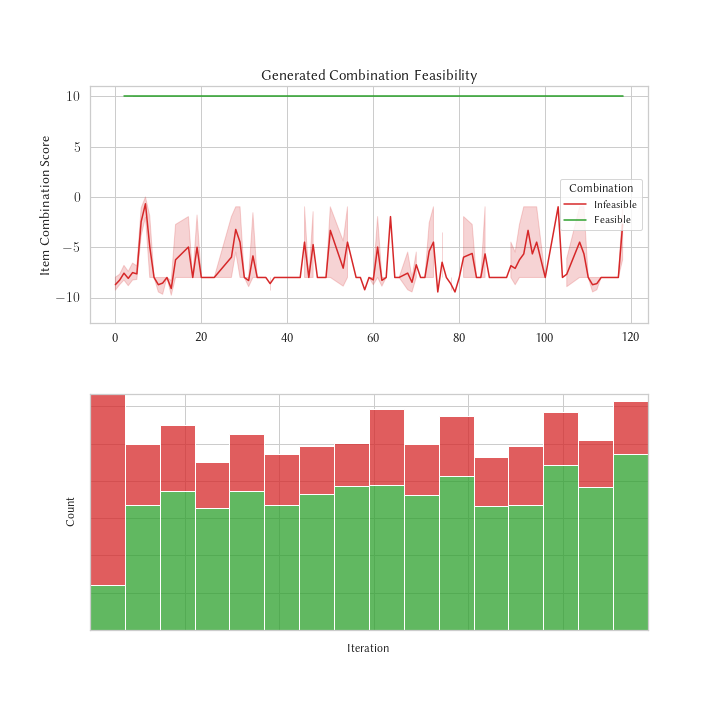 Generated Combination Feasibility
Item Combination Score
10
5
0
−5
−10
Combination
Infeasible
Feasible
0 20 40 60 80 100 120
Count
Iteration